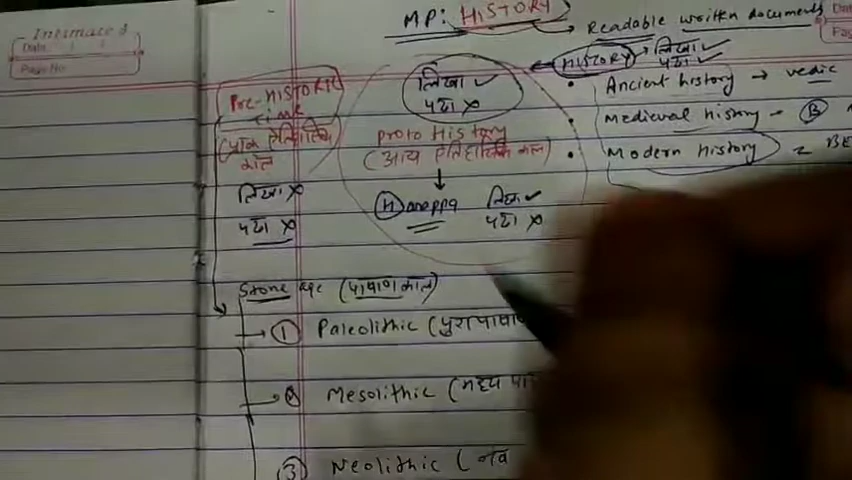 MP: HISTORY
Readable written documents
Date
Page No
HISTORY लिखा ✓
पढा ✓
Pre-HISTORIC
time
(प्राक ऐतिहासिक
काल
लिखा ✗
पढा ✗
लिखा ✓
पढा ✗
Proto History
(आध ऐतिहासिक काल)
Harappa लिखा ✓
पढा ✗
• Ancient history → vedic
• Medieval history - B
• Modern history
Stone age (पाषाण काल)
→ 1 Paleolithic (पुरापाषाण
→ 2 Mesolithic (मध्य पा
3 Neolithic (नव